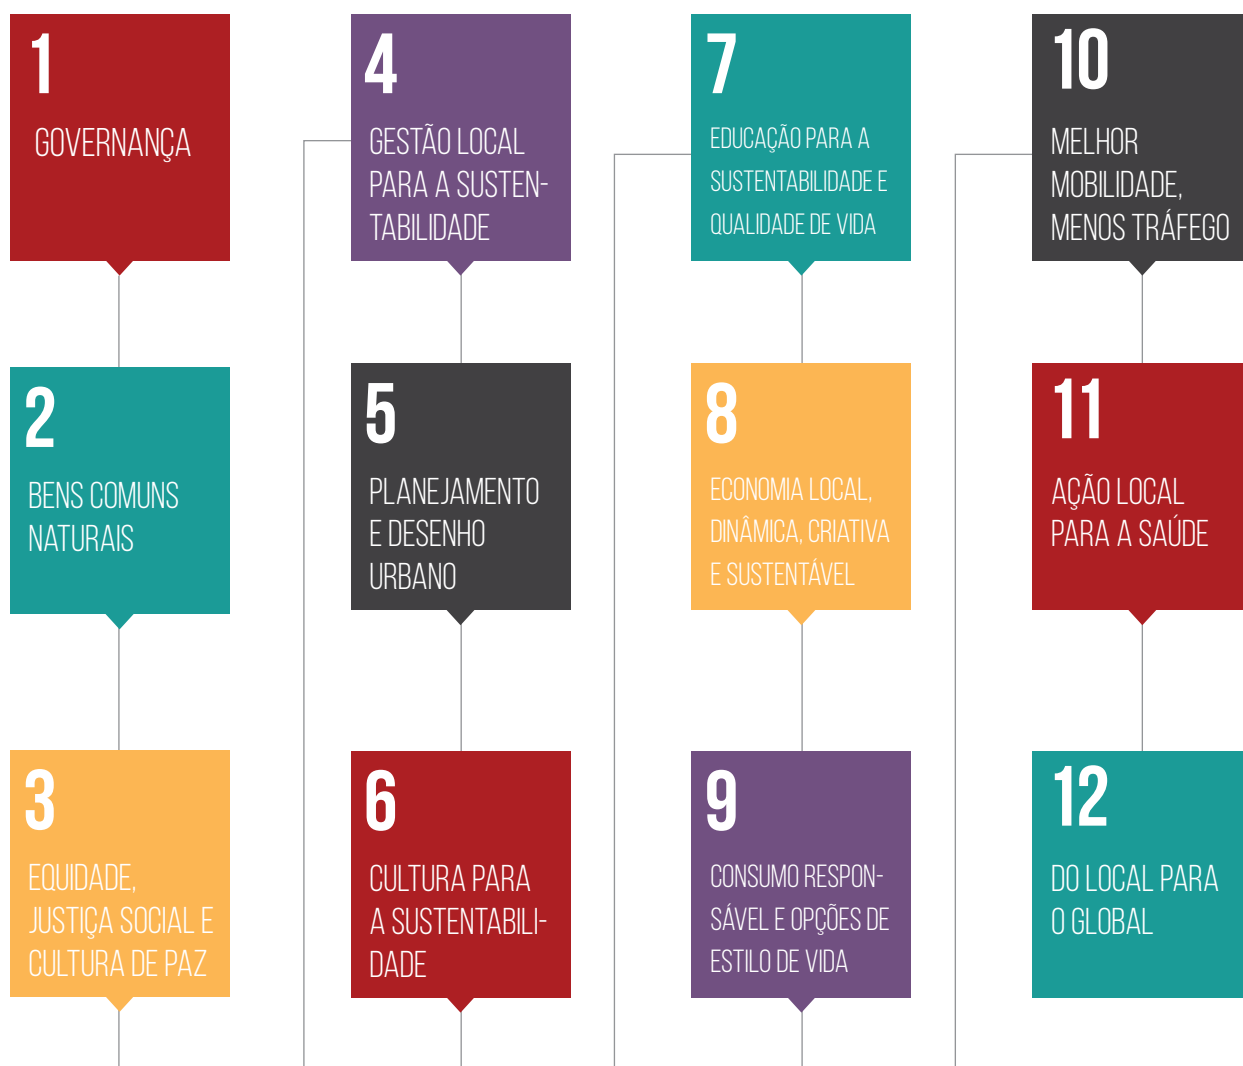 1
GOVERNANÇA
2
BENS COMUNS
NATURAIS
3
EQUIDADE,
JUSTIÇA SOCIAL E
CULTURA DE PAZ
4
GESTÃO LOCAL
PARA A SUSTEN-
TABILIDADE
5
PLANEJAMENTO
E DESENHO
URBANO
6
CULTURA PARA
A SUSTENTABILI-
DADE
7
EDUCAÇÃO PARA A
SUSTENTABILIDADE E
QUALIDADE DE VIDA
8
ECONOMIA LOCAL,
DINÂMICA, CRIATIVA
E SUSTENTÁVEL
9
CONSUMO RESPON-
SÁVEL E OPÇÕES DE
ESTILO DE VIDA
10
MELHOR
MOBILIDADE,
MENOS TRÁFEGO
11
AÇÃO LOCAL
PARA A SAÚDE
12
DO LOCAL PARA
O GLOBAL